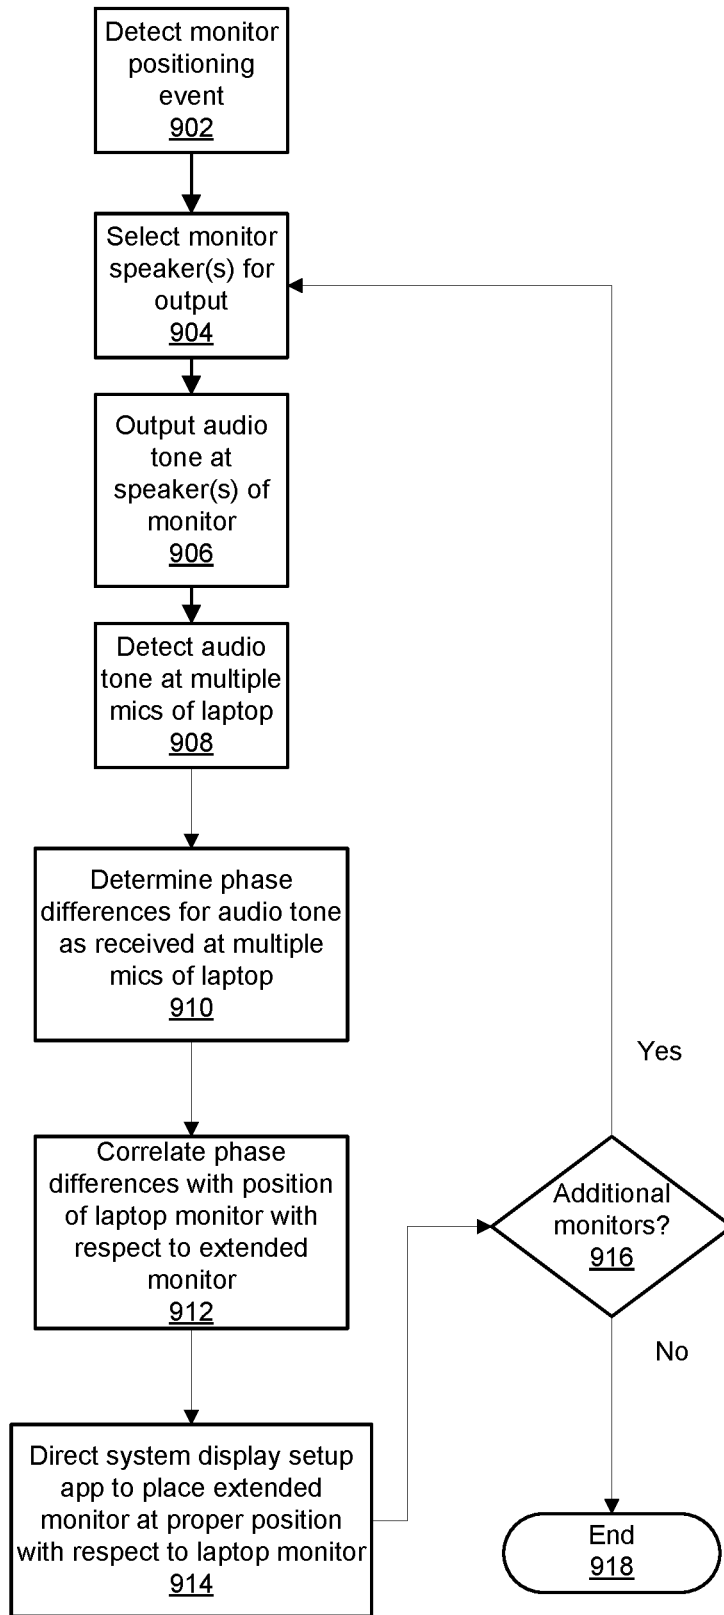 Detect monitor
positioning
event
902
Select monitor
speaker(s) for
output
904
Output audio
tone at
speaker(s) of
monitor
906
Detect audio
tone at multiple
mics of laptop
908
Determine phase
differences for audio tone
as received at multiple
mics of laptop
910
Correlate phase
differences with position
of laptop monitor with
respect to extended
monitor
912
Direct system display setup
app to place extended
monitor at proper position
with respect to laptop monitor
914
Yes
Additional
monitors?
916
No
End
918